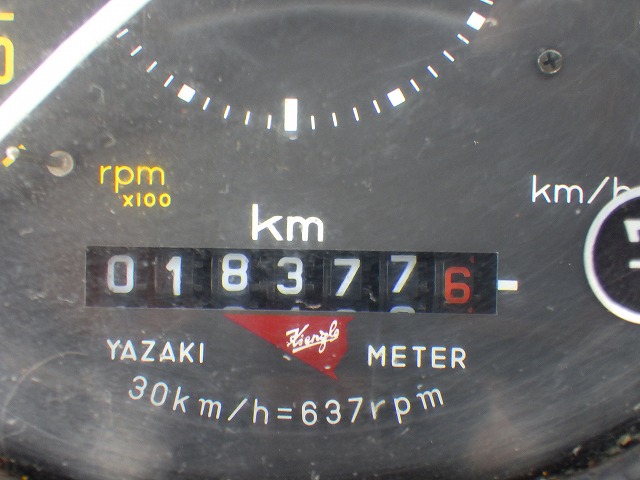 rpm
x100
km/h
km
0183776
Kienzle
YAZAKI METER
30km/h=637rpm